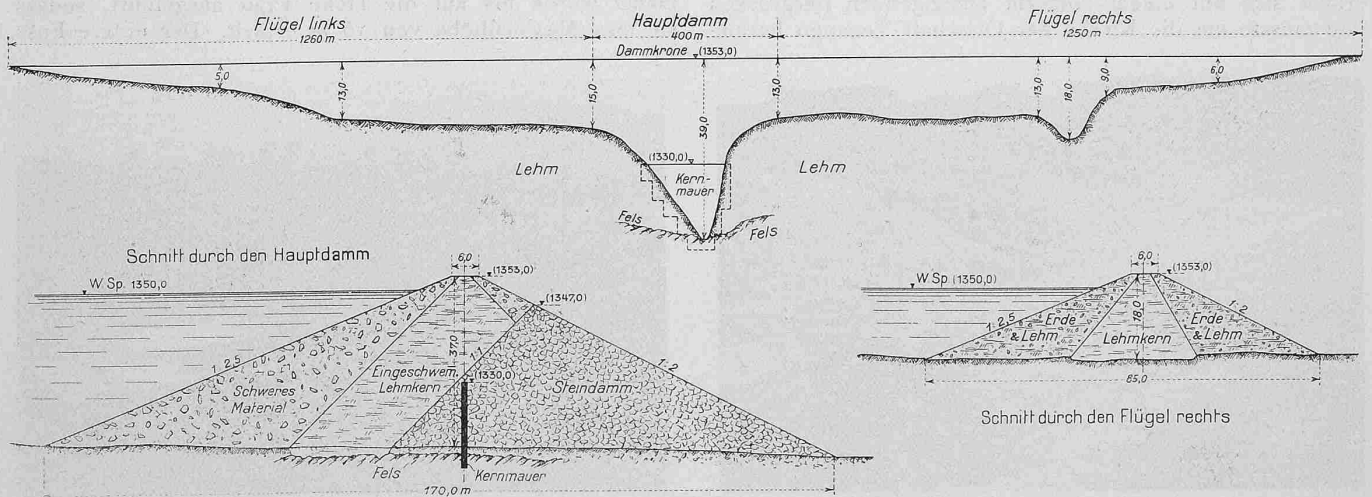 Flügel links
1260 m
Hauptdamm
400 m
Flügel rechts
1250 m
Dammkrone (1353,0)
5,0
13,0
15,0
39,0
13,0
13,0
18,0
9,0
6,0
Lehm
(1330,0)
Kern-
mauer
Lehm
Fels
Fels
Schnitt durch den Hauptdamm
W.Sp. 1350,0
6,0
(1353,0)
(1347,0)
1:2,5
37,0
1:1
1:2
(1330,0)
Schweres
Material
Eingeschwem.
Lehmkern
Steindamm
Fels
Kernmauer
170,0 m
6,0
(1353,0)
W.Sp. (1350,0)
1:2,5
18,0
1:2
Erde
& Lehm
Lehmkern
Erde
& Lehm
85,0
Schnitt durch den Flügel rechts